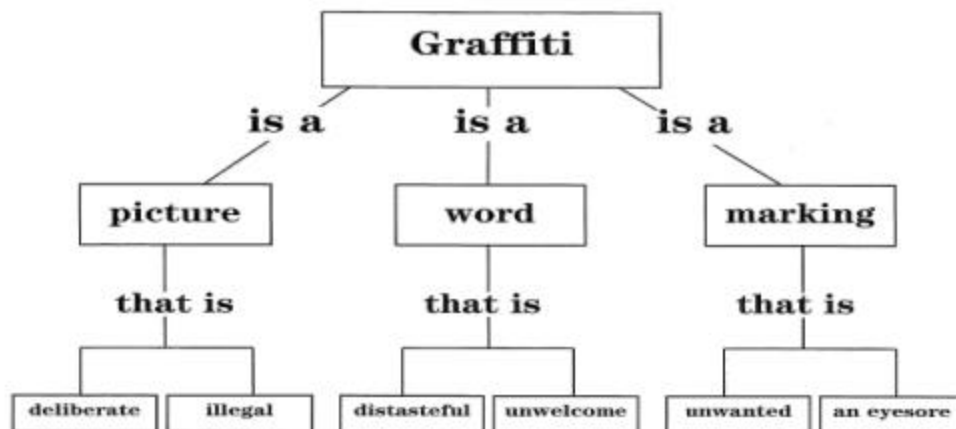 Graffiti
is a is a is a
picture word marking
that is that is that is
deliberate illegal distasteful unwelcome unwanted an eyesore